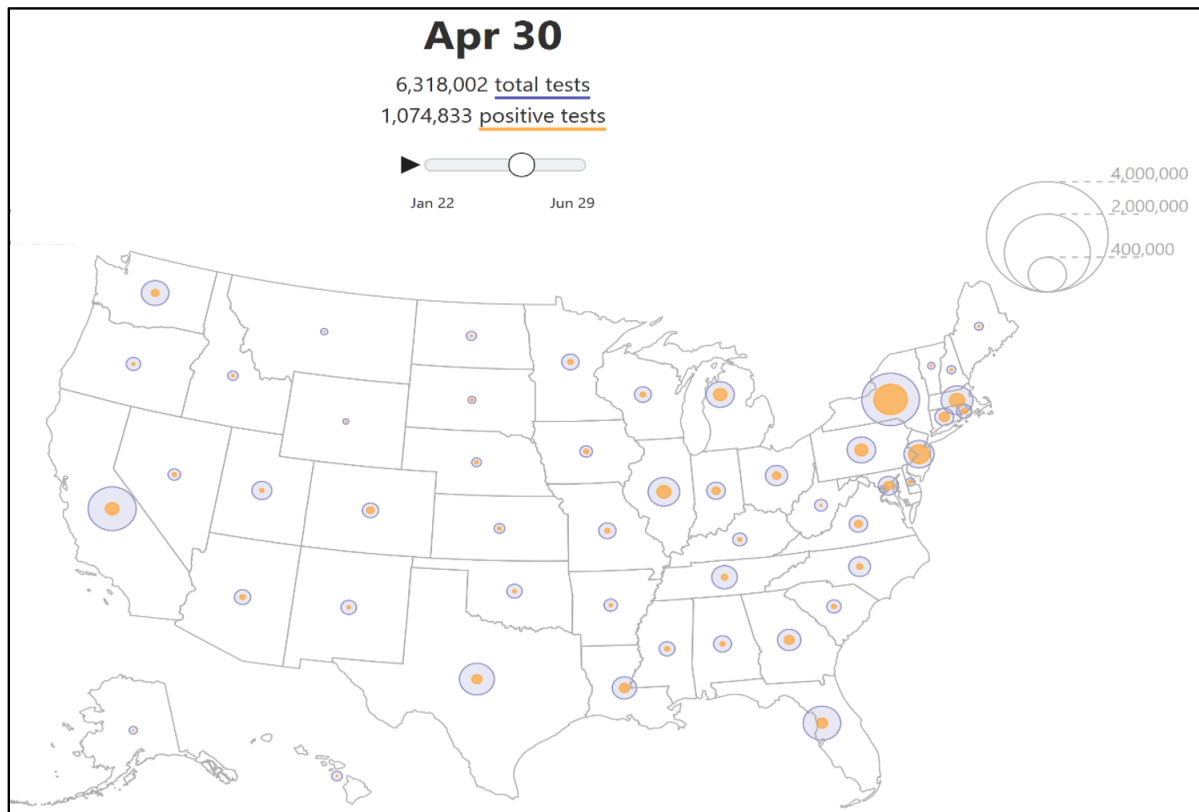 Apr 30
6,318,002 total tests
1,074,833 positive tests
Jan 22 Jun 29
4,000,000
2,000,000
400,000